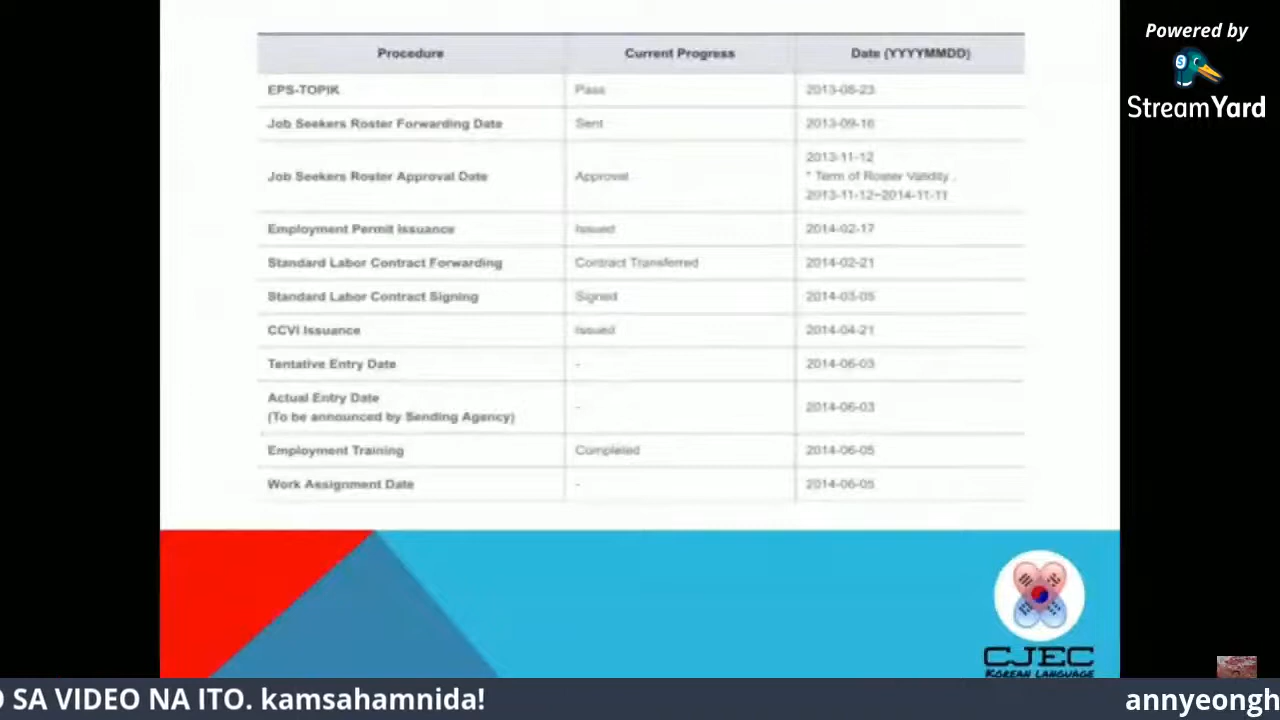 Powered by
StreamYard
Procedure Current Progress Date (YYYYMMDD)
EPS-TOPIK Pass 2013-08-23
Job Seekers Roster Forwarding Date Sent 2013-09-16
Job Seekers Roster Approval Date Approval 2013-11-12
* Term of Roster Validity .
2013-11-12~2014-11-11
Employment Permit Issuance Issued 2014-02-17
Standard Labor Contract Forwarding Contract Transferred 2014-02-21
Standard Labor Contract Signing Signed 2014-03-05
CCVI Issuance Issued 2014-04-21
Tentative Entry Date - 2014-06-03
Actual Entry Date
(To be announced by Sending Agency) - 2014-06-03
Employment Training Completed 2014-06-05
Work Assignment Date - 2014-06-05
CJEC
KOREAN LANGUAGE
SA VIDEO NA ITO. kamsahamnida! annyeongh